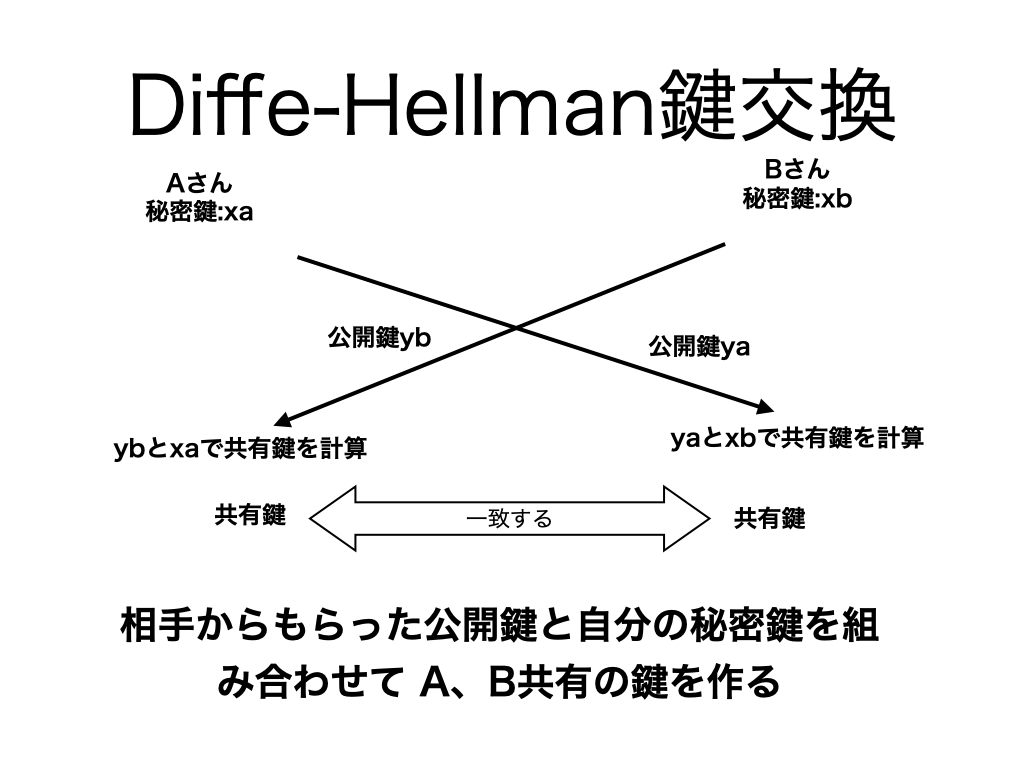 Diffe-Hellman鍵交換
Aさん
秘密鍵:xa
Bさん
秘密鍵:xb
公開鍵yb
公開鍵ya
ybとxaで共有鍵を計算
yaとxbで共有鍵を計算
共有鍵
一致する
共有鍵
相手からもらった公開鍵と自分の秘密鍵を組
み合わせて A、B共有の鍵を作る